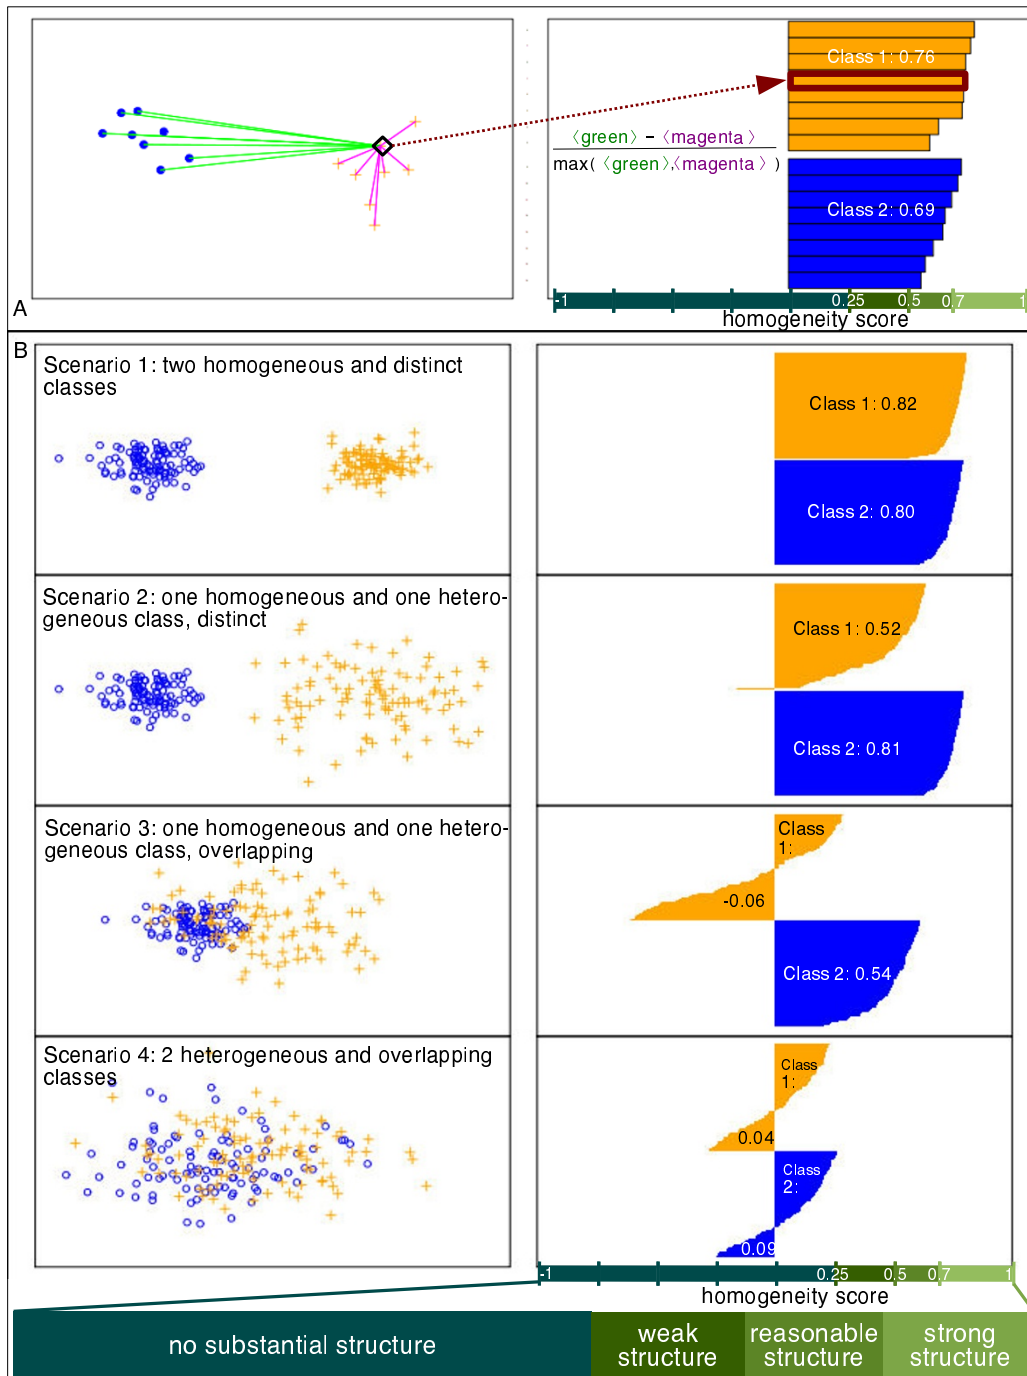 Class 1: 0.76
〈green〉 − 〈magenta〉
max(〈green〉,〈magenta〉)
Class 2: 0.69
-1 0.25 0.5 0.7 1
homogeneity score
A
B
Scenario 1: two homogeneous and distinct
classes
Class 1: 0.82
Class 2: 0.80
Scenario 2: one homogeneous and one hetero-
geneous class, distinct
Class 1: 0.52
Class 2: 0.81
Scenario 3: one homogeneous and one hetero-
geneous class, overlapping
Class
1:
-0.06
Class 2: 0.54
Scenario 4: 2 heterogeneous and overlapping
classes
Class
1:
0.04
Class
2:
0.09
-1 0.25 0.5 0.7 1
homogeneity score
no substantial structure
weak
structure
reasonable
structure
strong
structure